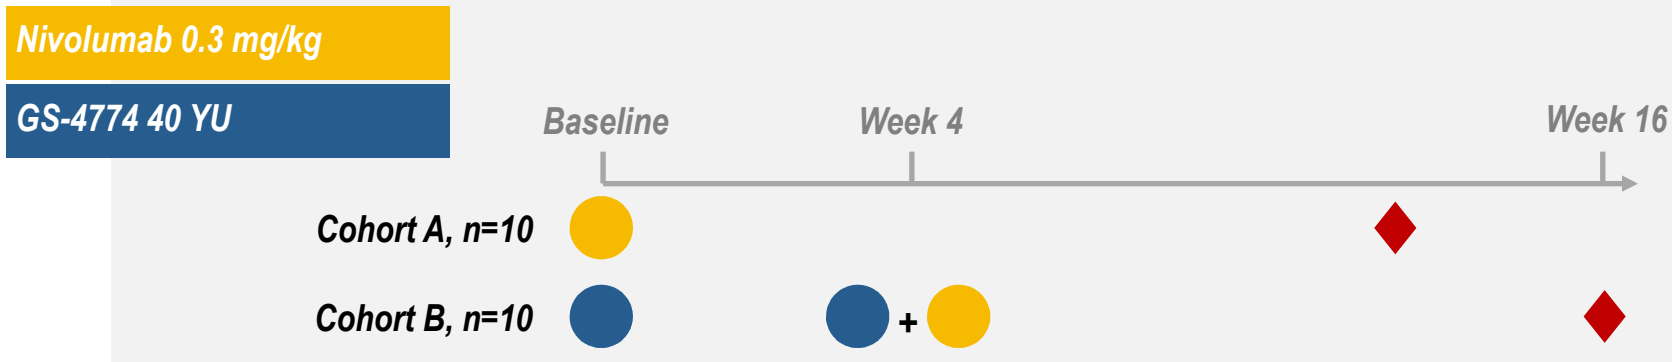 Nivolumab 0.3 mg/kg
GS-4774 40 YU
Baseline Week 4 Week 16
Cohort A, n=10
Cohort B, n=10
+